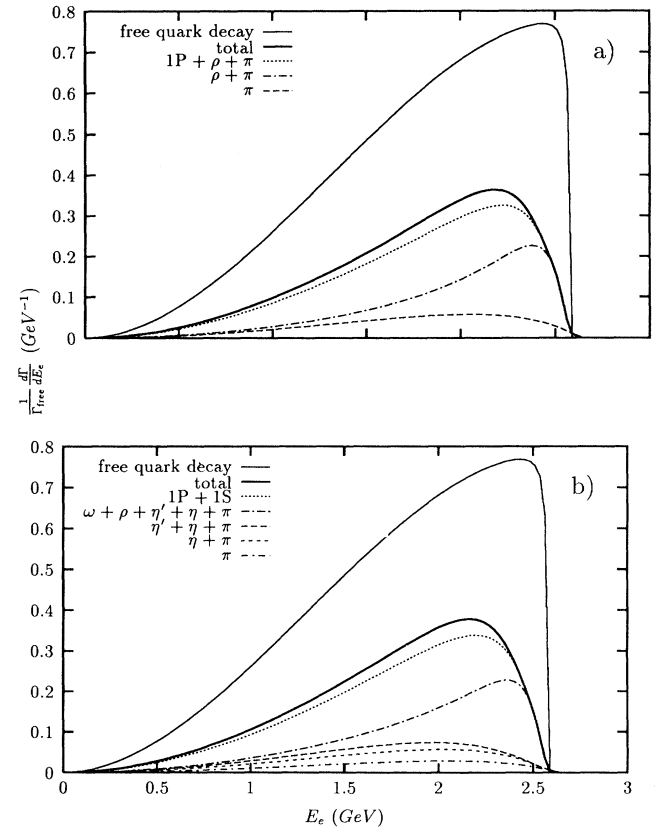 0.8
free quark decay
total
1P + ρ + π
ρ + π
π
a)
0.7
0.6
0.5
0.4
0.3
0.2
0.1
0
1/Γfree dΓ/dEe (GeV⁻¹)
0.8
free quark decay
total
1P + 1S
ω + ρ + η′ + η + π
η′ + η + π
η + π
π
b)
0.7
0.6
0.5
0.4
0.3
0.2
0.1
0
0 0.5 1 1.5 2 2.5 3
Ee (GeV)